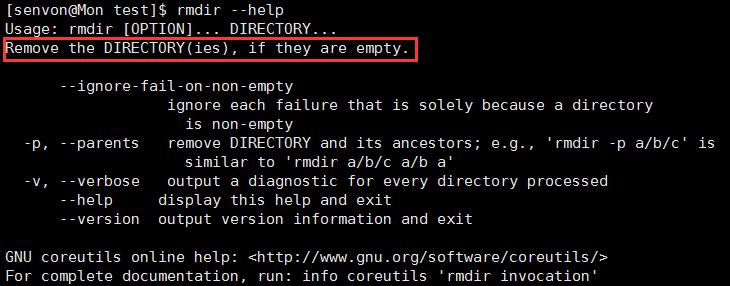 [senvon@Mon test]$ rmdir --help
Usage: rmdir [OPTION]... DIRECTORY...
Remove the DIRECTORY(ies), if they are empty.
--ignore-fail-on-non-empty
ignore each failure that is solely because a directory
is non-empty
-p, --parents remove DIRECTORY and its ancestors; e.g., 'rmdir -p a/b/c' is
similar to 'rmdir a/b/c a/b a'
-v, --verbose output a diagnostic for every directory processed
--help display this help and exit
--version output version information and exit
GNU coreutils online help: <http://www.gnu.org/software/coreutils/>
For complete documentation, run: info coreutils 'rmdir invocation'